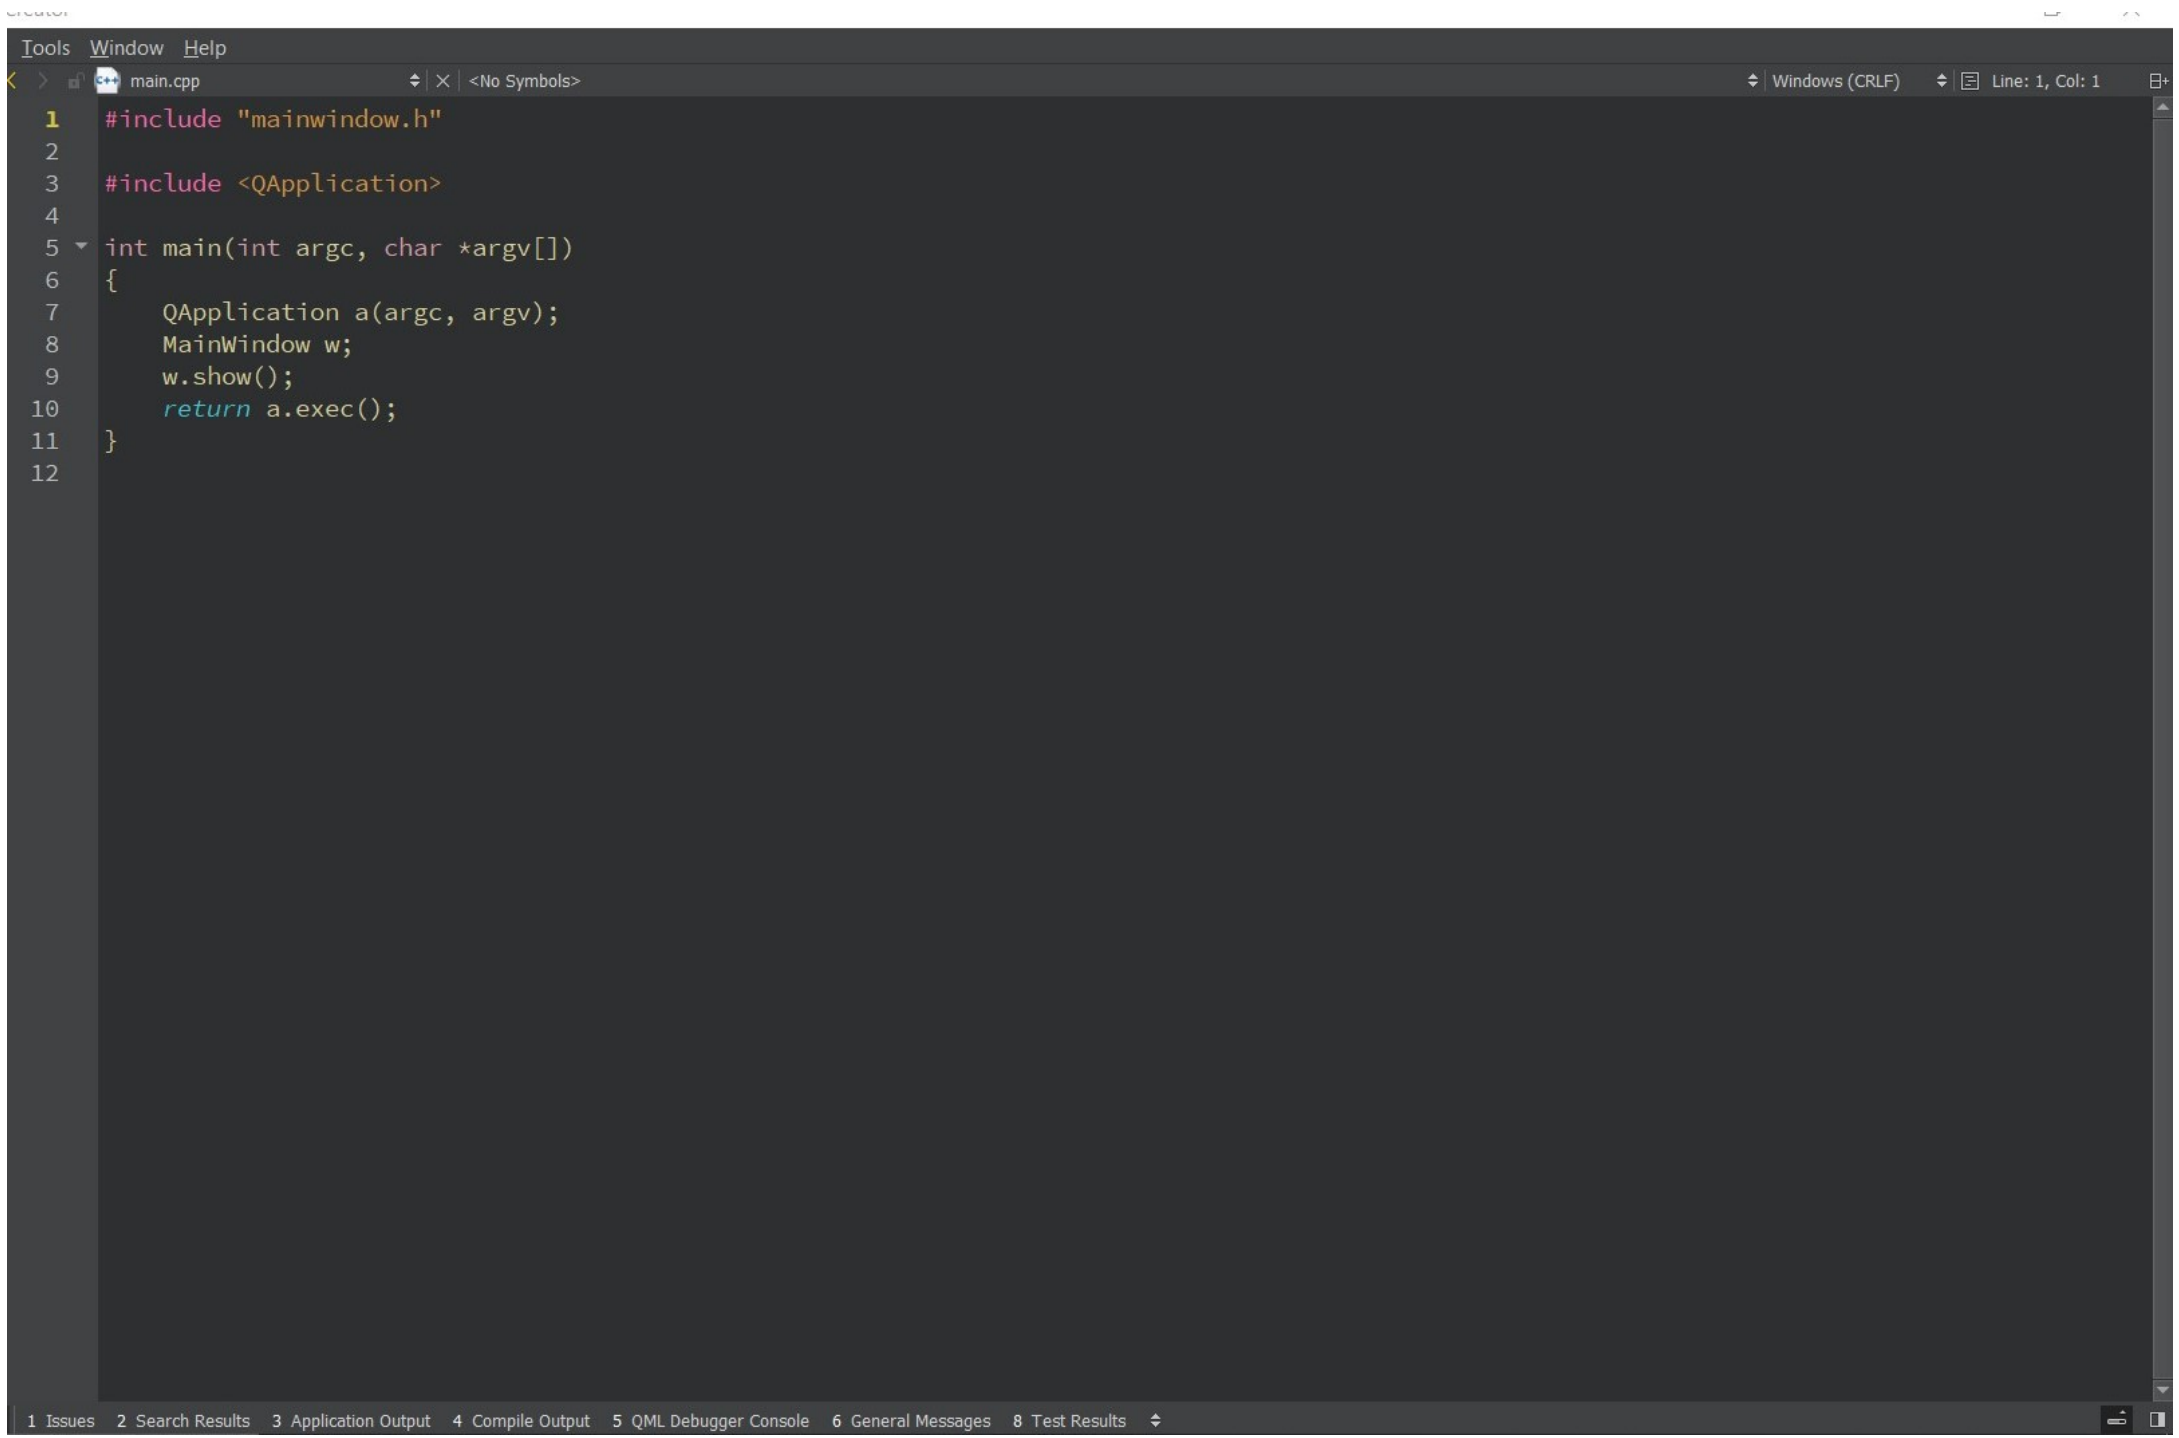 Tools Window Help
main.cpp <No Symbols> Windows (CRLF) Line: 1, Col: 1
1 #include "mainwindow.h"
2
3 #include <QApplication>
4
5 int main(int argc, char *argv[])
6 {
7     QApplication a(argc, argv);
8     MainWindow w;
9     w.show();
10     return a.exec();
11 }
12
1 Issues 2 Search Results 3 Application Output 4 Compile Output 5 QML Debugger Console 6 General Messages 8 Test Results